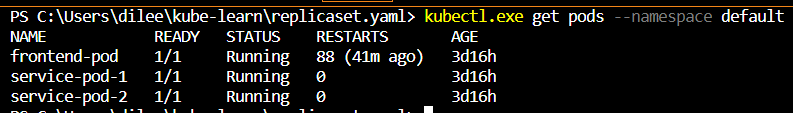 PS C:\Users\dilee\kube-learn\replicaset.yaml> kubectl.exe get pods --namespace default
NAME READY STATUS RESTARTS AGE
frontend-pod 1/1 Running 88 (41m ago) 3d16h
service-pod-1 1/1 Running 0 3d16h
service-pod-2 1/1 Running 0 3d16h